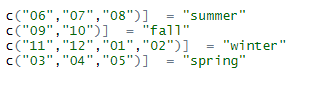 c("06","07","08")]  = "summer"
c("09","10")]  = "fall"
c("11","12","01","02")]  = "winter"
c("03","04","05")]  = "spring"